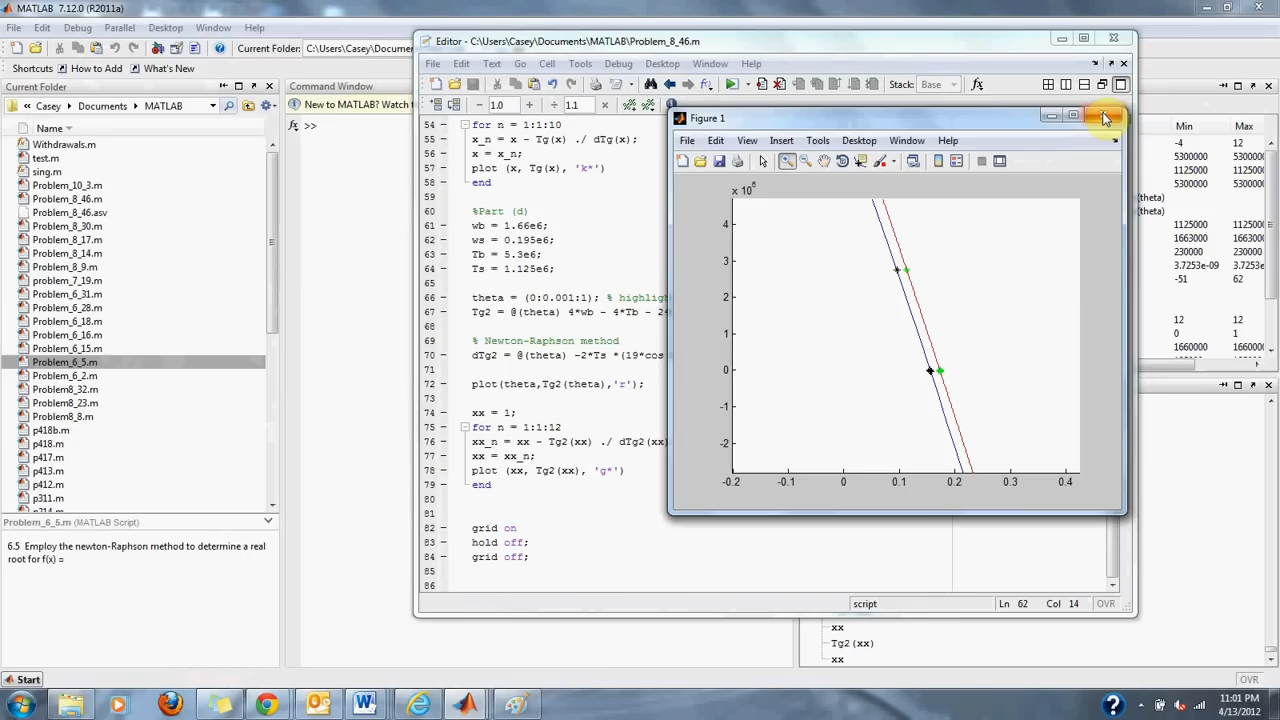 MATLAB 7.12.0 (R2011a)
File Edit Debug Parallel Desktop Window Help
Current Folder: C:\Users\Casey\Docume
Shortcuts How to Add What's New
Current Folder
Casey Documents MATLAB
Name
Withdrawals.m
test.m
sing.m
Problem_10_3.m
Problem_8_46.m
Problem_8_46.asv
Problem_8_30.m
Problem_8_17.m
Problem_8_14.m
Problem_8_9.m
problem_7_19.m
Problem_6_31.m
Problem_6_28.m
Problem_6_18.m
Problem_6_16.m
Problem_6_15.m
Problem_6_5.m
Problem_6_2.m
Problem8_32.m
Problem8_23.m
Problem8_8.m
p418b.m
p418.m
p417.m
p413.m
p412.m
p311.m
Problem_6_5.m (MATLAB Script)
6.5 Employ the newton-Raphson method to determine a real
root for f(x) =
Command Window
New to MATLAB? Watch t
fx >>
Editor - C:\Users\Casey\Documents\MATLAB\Problem_8_46.m
File Edit Text Go Cell Tools Debug Desktop Window Help
Stack: Base fx
− 1.0 + ÷ 1.1 ×
54 for n = 1:1:10
55 x_n = x - Tg(x) ./ dTg(x);
56 x = x_n;
57 plot (x, Tg(x), 'k*')
58 end
59
60 %Part (d)
61 wb = 1.66e6;
62 ws = 0.195e6;
63 Tb = 5.3e6;
64 Ts = 1.125e6;
65
66 theta = (0:0.001:1); % highligh
67 Tg2 = @(theta) 4*wb - 4*Tb - 2*
68
69 % Newton-Raphson method
70 dTg2 = @(theta) -2*Ts *(19*cos
71
72 plot(theta,Tg2(theta),'r');
73
74 xx = 1;
75 for n = 1:1:12
76 xx_n = xx - Tg2(xx) ./ dTg2(xx)
77 xx = xx_n;
78 plot (xx, Tg2(xx), 'g*')
79 end
80
81
82 grid on
83 hold off;
84 grid off;
85
86
script Ln 62 Col 14 OVR
Figure 1
File Edit View Insert Tools Desktop Window Help
x 10^6
4
3
2
1
0
-1
-2
-0.2 -0.1 0 0.1 0.2 0.3 0.4
Min Max
-4 12
5300000 5300000
1125000 1125000
1663000 1660000
5300000 5300000
(theta)
(theta)
1125000 1125000
1663000 1663000
230000 230000
3.7253e-09 3.7253e-
-51 62
12 12
0 1
1660000 1660000
xx
Tg2(xx)
xx
Start
OVR
11:01 PM
4/13/2012